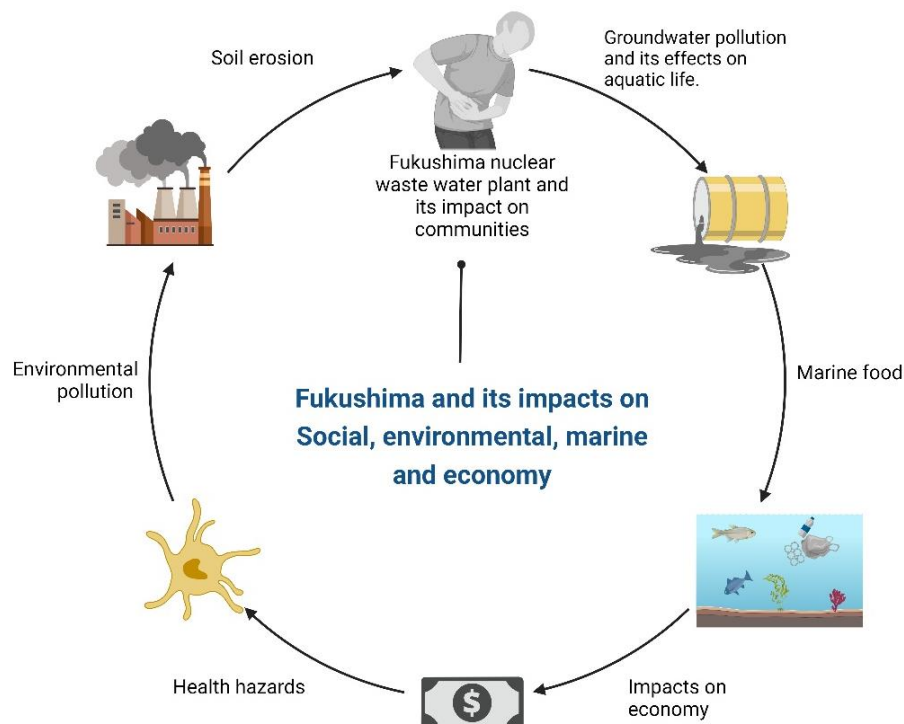 Soil erosion
Groundwater pollution
and its effects on
aquatic life.
Fukushima nuclear
waste water plant and
its impact on
communities
Environmental
pollution
Marine food
Fukushima and its impacts on
Social, environmental, marine
and economy
Health hazards
$
Impacts on
economy